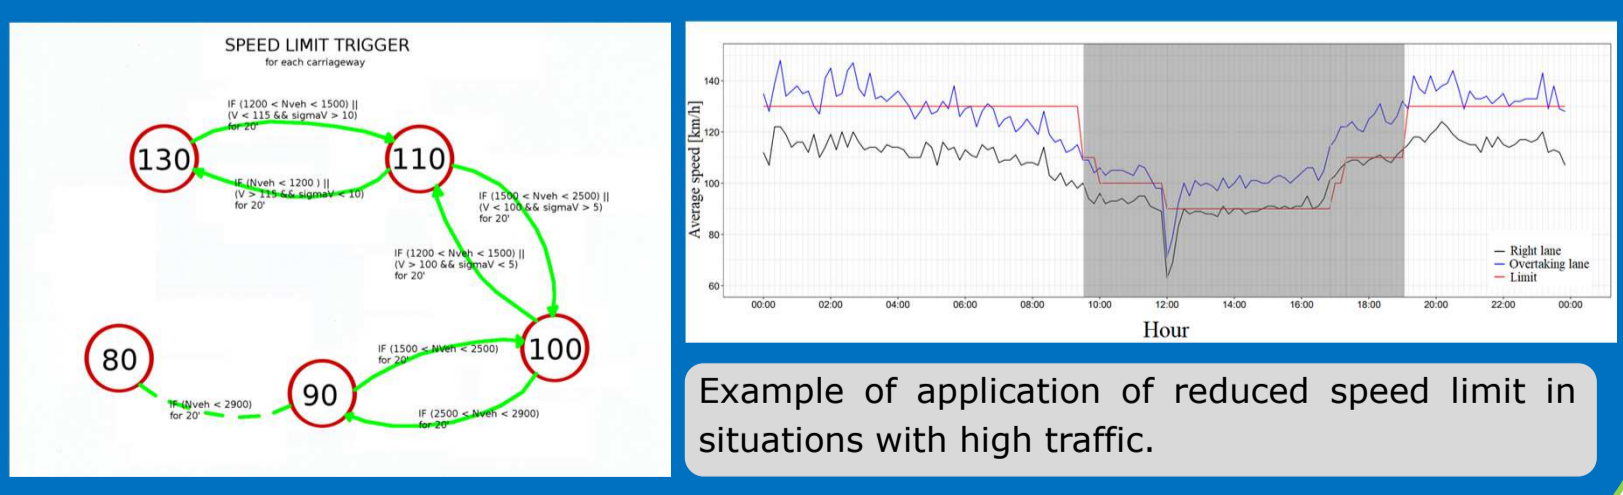 SPEED LIMIT TRIGGER
for each carriageway
IF (1200 < Nveh < 1500) ||
(V < 115 && sigmaV > 10)
for 20'
130
110
IF (Nveh < 1200 ) ||
(V > 115 && sigmaV < 10)
for 20'
IF (1500 < Nveh < 2500) ||
(V < 100 && sigmaV > 5)
for 20'
IF (1200 < Nveh < 1500) ||
(V > 100 && sigmaV < 5)
for 20'
100
IF (1500 < NVeh < 2500)
for 20'
80
90
IF (Nveh < 2900)
for 20'
IF (2500 < Nveh < 2900)
for 20'
Average speed [km/h]
140
120
100
80
60
00:00 02:00 04:00 06:00 08:00 10:00 12:00 14:00 16:00 18:00 20:00 22:00 00:00
Hour
Right lane
Overtaking lane
Limit
Example of application of reduced speed limit in
situations with high traffic.